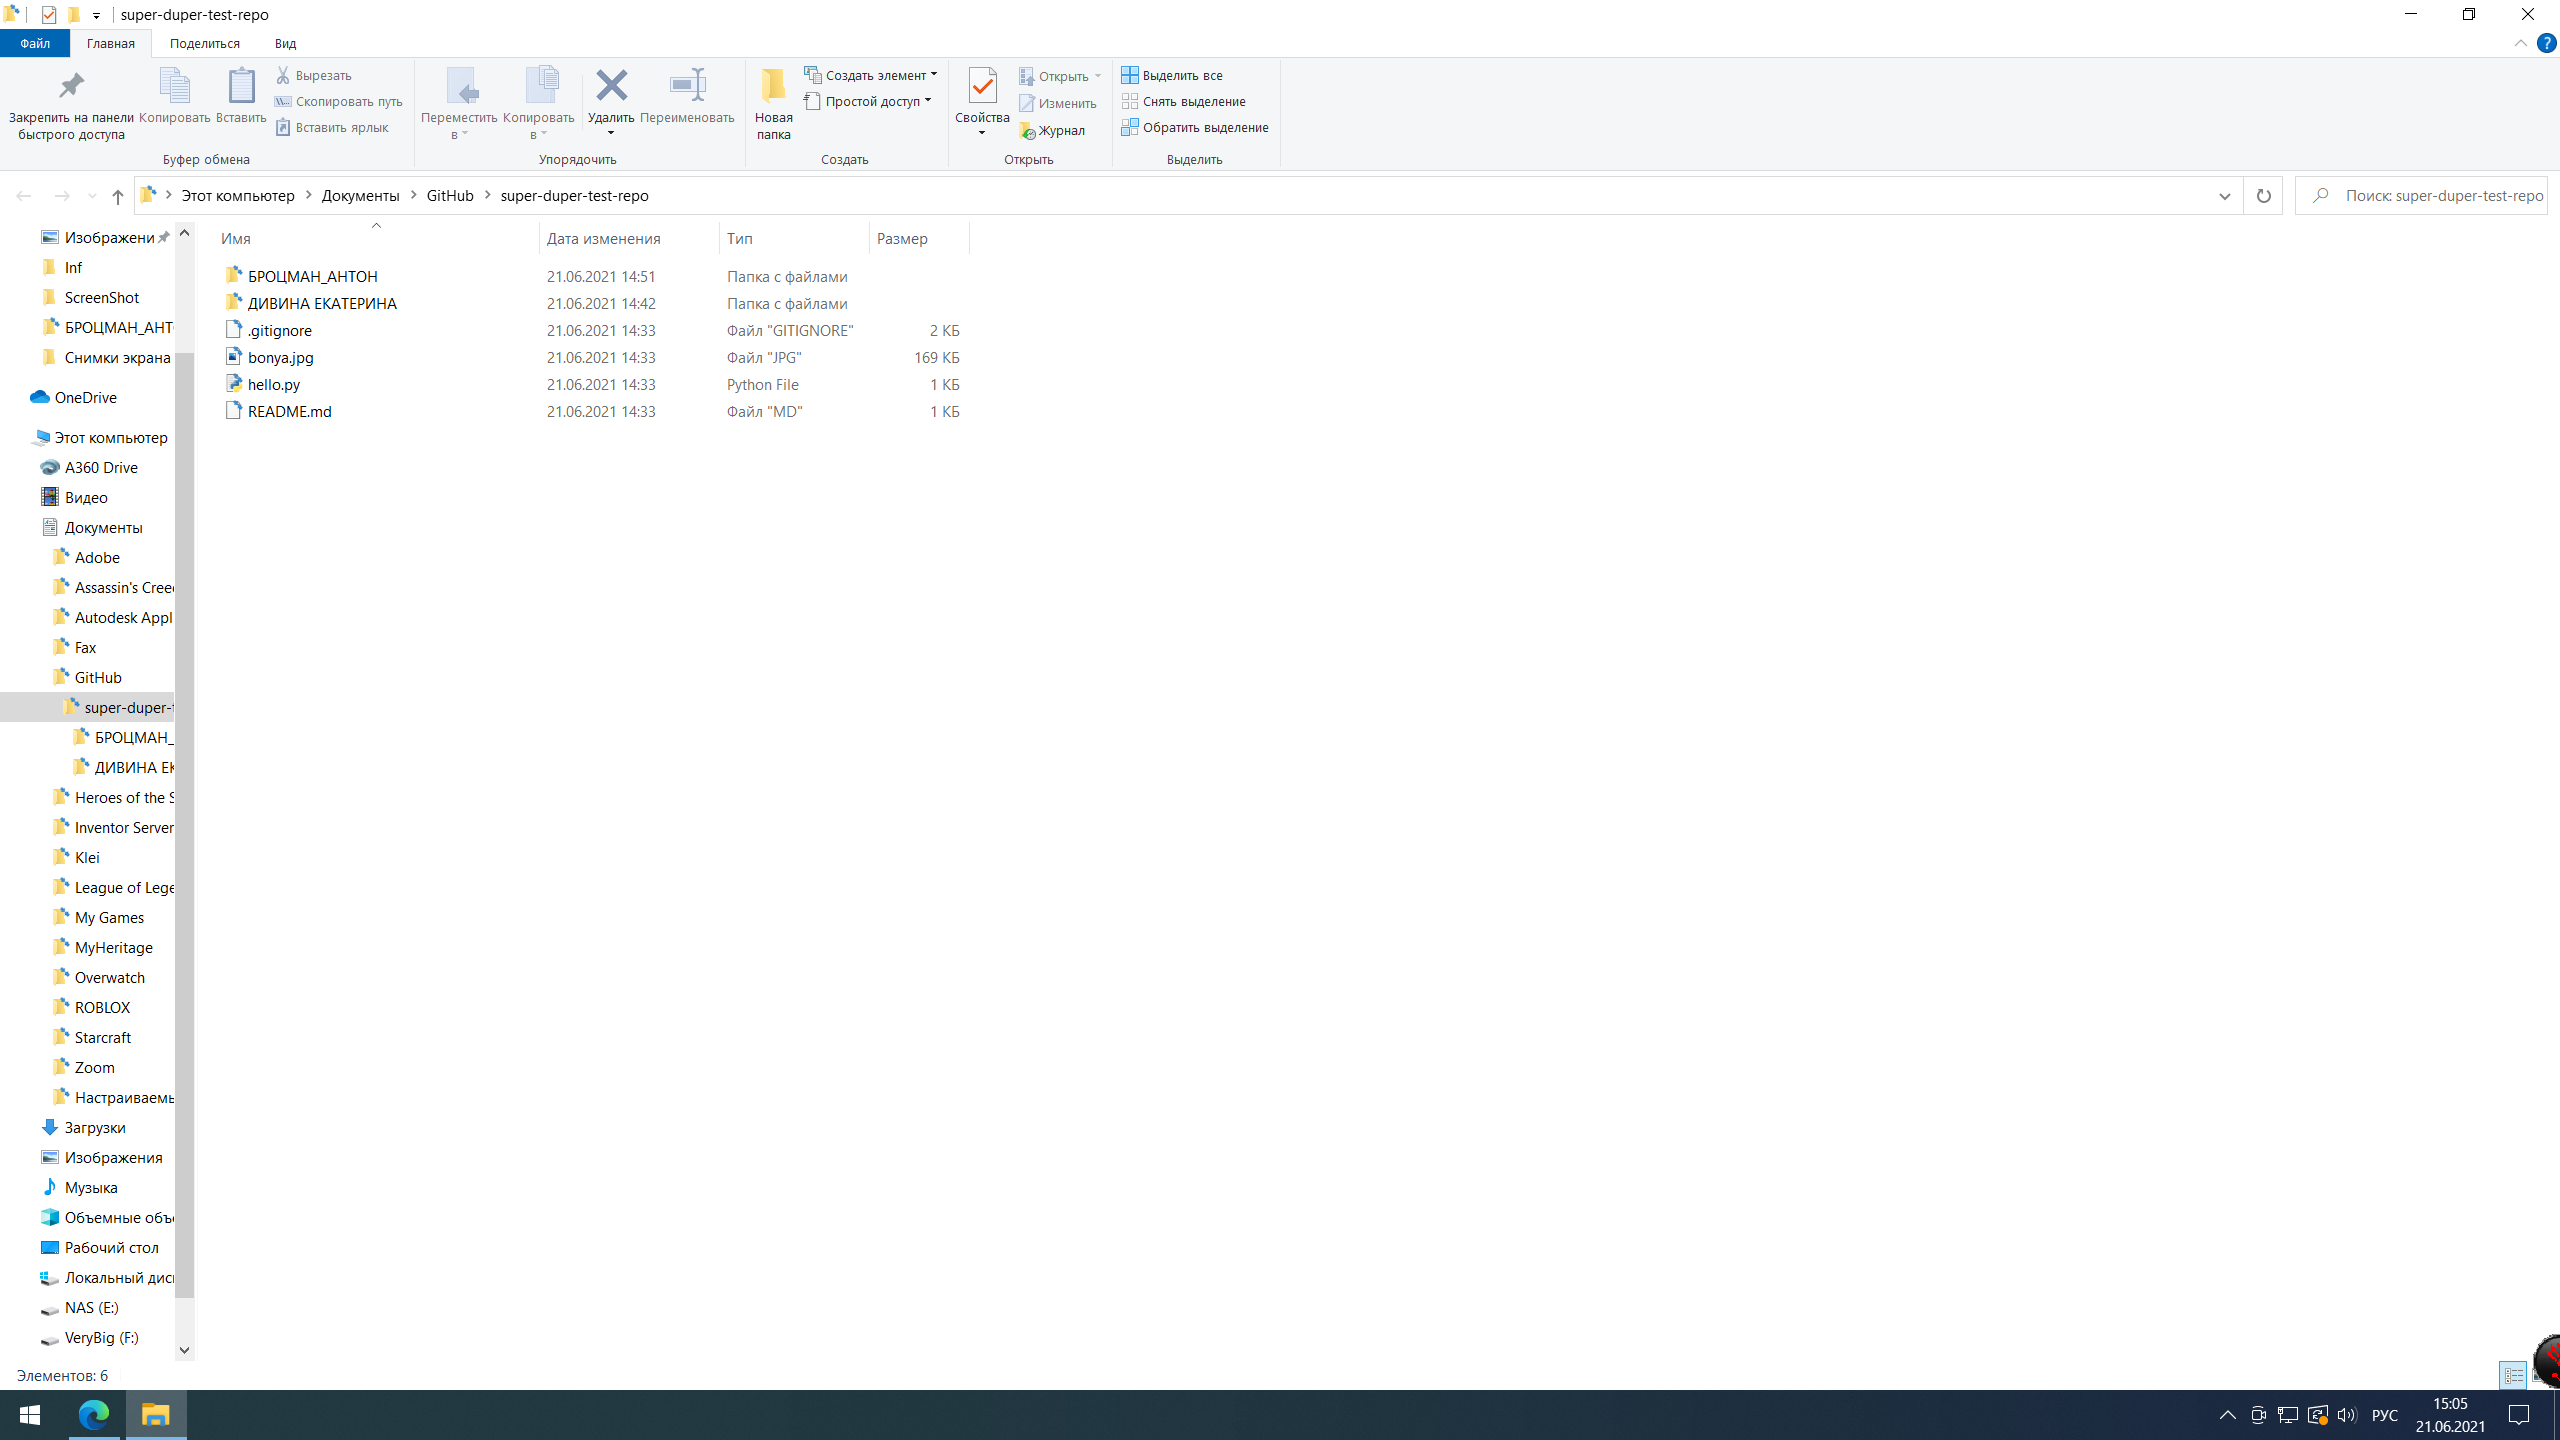 super-duper-test-repo
Файл
Главная
Поделиться
Вид
Закрепить на панели
быстрого доступа
Копировать
Вставить
Вырезать
Скопировать путь
Вставить ярлык
Буфер обмена
Переместить
в
Копировать
в
Удалить
Переименовать
Упорядочить
Новая
папка
Создать элемент
Простой доступ
Создать
Свойства
Открыть
Изменить
Журнал
Открыть
Выделить все
Снять выделение
Обратить выделение
Выделить
Этот компьютер
Документы
GitHub
super-duper-test-repo
Поиск: super-duper-test-repo
Изображени
Inf
ScreenShot
БРОЦМАН_АНТ
Снимки экрана
OneDrive
Этот компьютер
A360 Drive
Видео
Документы
Adobe
Assassin's Cree
Autodesk Appl
Fax
GitHub
super-duper-t
БРОЦМАН_
ДИВИНА ЕК
Heroes of the S
Inventor Server
Klei
League of Lege
My Games
MyHeritage
Overwatch
ROBLOX
Starcraft
Zoom
Настраиваемы
Загрузки
Изображения
Музыка
Объемные объе
Рабочий стол
Локальный диск
NAS (E:)
VeryBig (F:)
Имя Дата изменения Тип Размер
БРОЦМАН_АНТОН 21.06.2021 14:51 Папка с файлами
ДИВИНА ЕКАТЕРИНА 21.06.2021 14:42 Папка с файлами
.gitignore 21.06.2021 14:33 Файл "GITIGNORE" 2 КБ
bonya.jpg 21.06.2021 14:33 Файл "JPG" 169 КБ
hello.py 21.06.2021 14:33 Python File 1 КБ
README.md 21.06.2021 14:33 Файл "MD" 1 КБ
Элементов: 6
РУС
15:05
21.06.2021